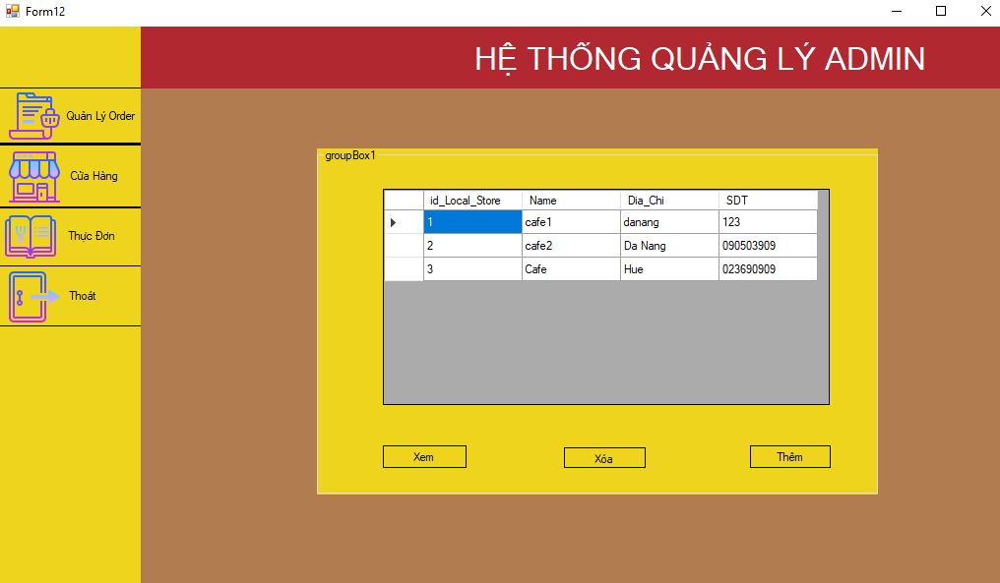 Form12
HỆ THỐNG QUẢNG LÝ ADMIN
Quản Lý Order
Cửa Hàng
Thực Đơn
Thoát
groupBox1
id_Local_Store Name Dia_Chi SDT
1 cafe1 danang 123
2 cafe2 Da Nang 090503909
3 Cafe Hue 023690909
Xem Xóa Thêm